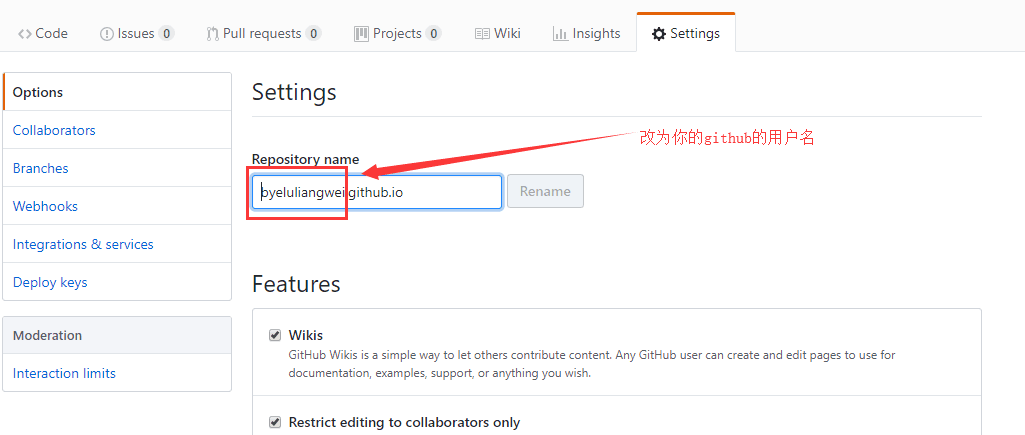 Code Issues 0 Pull requests 0 Projects 0 Wiki Insights Settings
Options
Collaborators
Branches
Webhooks
Integrations & services
Deploy keys
Moderation
Interaction limits
Settings
改为你的github的用户名
Repository name
byeluliangwei.github.io Rename
Features
Wikis
GitHub Wikis is a simple way to let others contribute content. Any GitHub user can create and edit pages to use for
documentation, examples, support, or anything you wish.
Restrict editing to collaborators only